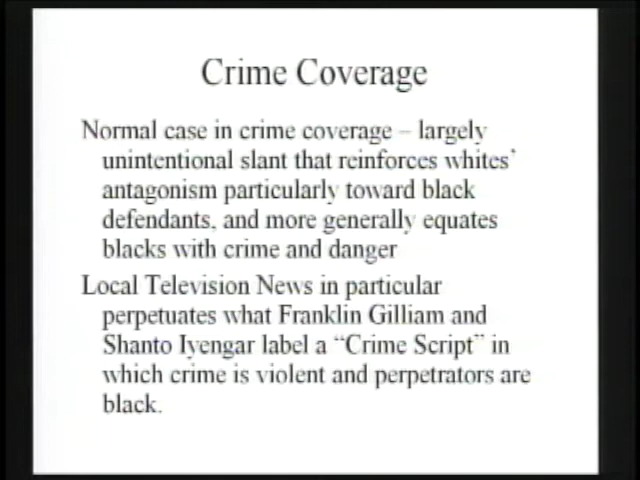 Crime Coverage
Normal case in crime coverage – largely
unintentional slant that reinforces whites'
antagonism particularly toward black
defendants, and more generally equates
blacks with crime and danger
Local Television News in particular
perpetuates what Franklin Gilliam and
Shanto Iyengar label a “Crime Script” in
which crime is violent and perpetrators are
black.